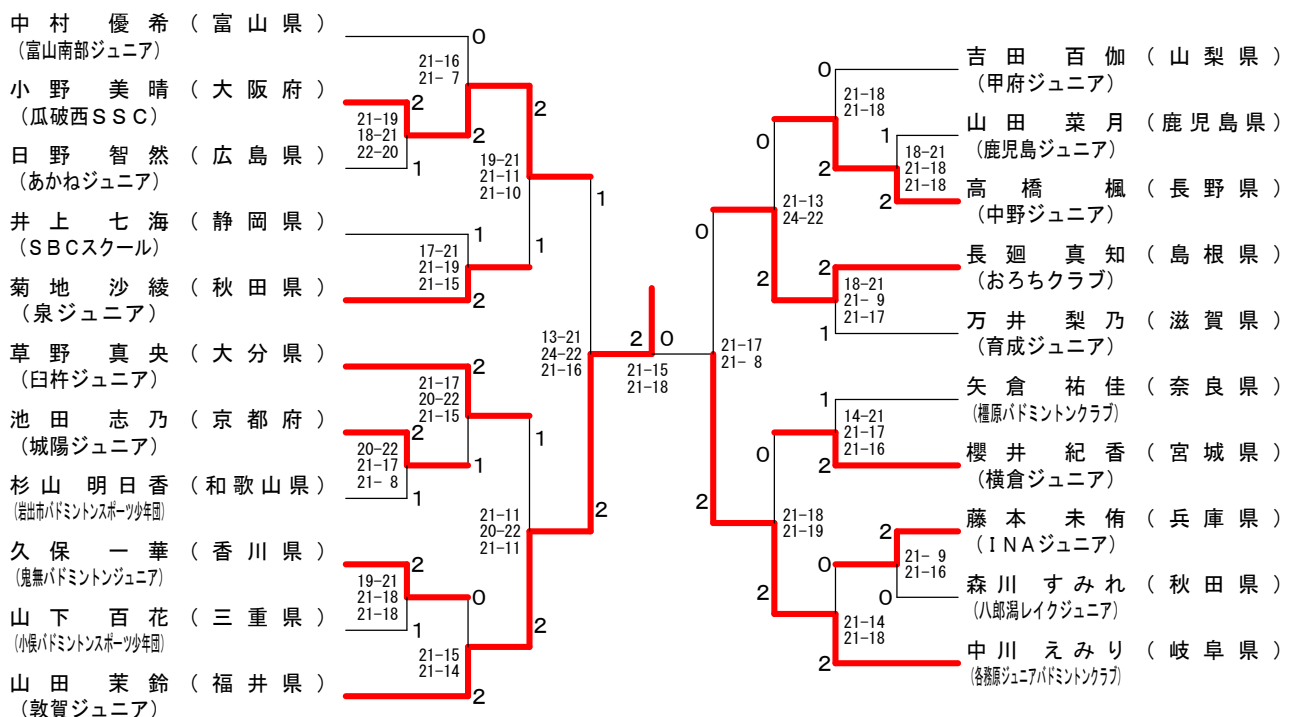 中村 優希 (富山県)
(富山南部ジュニア)
小野 美晴 (大阪府)
(瓜破西SSC)
日野 智然 (広島県)
(あかねジュニア)
井上 七海 (静岡県)
(SBCスクール)
菊地 沙綾 (秋田県)
(泉ジュニア)
草野 真央 (大分県)
(臼杵ジュニア)
池田 志乃 (京都府)
(城陽ジュニア)
杉山 明日香 (和歌山県)
(岩出市バドミントンスポーツ少年団)
久保 一華 (香川県)
(鬼無バドミントンジュニア)
山下 百花 (三重県)
(小俣バドミントンスポーツ少年団)
山田 茉鈴 (福井県)
(敦賀ジュニア)
0
21-16
21- 7
2
2
21-19
18-21
22-20
1
2
19-21
21-11
21-10
1
1
17-21
21-19
21-15
2
1
13-21
24-22
21-16
2
21-17
20-22
21-15
1
2
20-22
21-17
21- 8
1
1
21-11
20-22
21-11
2
2
2
19-21
21-18
21-18
1
0
21-15
21-14
2
2 0
21-15
21-18
0
21-17
21- 8
2
0
21-13
24-22
2
0
21-18
21-18
2
1
18-21
21-18
21-18
2
2
18-21
21- 9
21-17
1
1
14-21
21-17
21-16
2
0
21-18
21-19
2
2
21- 9
21-16
0
0
21-14
21-18
2
吉田 百伽 (山梨県)
(甲府ジュニア)
山田 菜月 (鹿児島県)
(鹿児島ジュニア)
高橋 楓 (長野県)
(中野ジュニア)
長廻 真知 (島根県)
(おろちクラブ)
万井 梨乃 (滋賀県)
(育成ジュニア)
矢倉 祐佳 (奈良県)
(橿原バドミントンクラブ)
櫻井 紀香 (宮城県)
(横倉ジュニア)
藤本 未侑 (兵庫県)
(INAジュニア)
森川 すみれ (秋田県)
(八郎潟レイクジュニア)
中川 えみり (岐阜県)
(各務原ジュニアバドミントンクラブ)